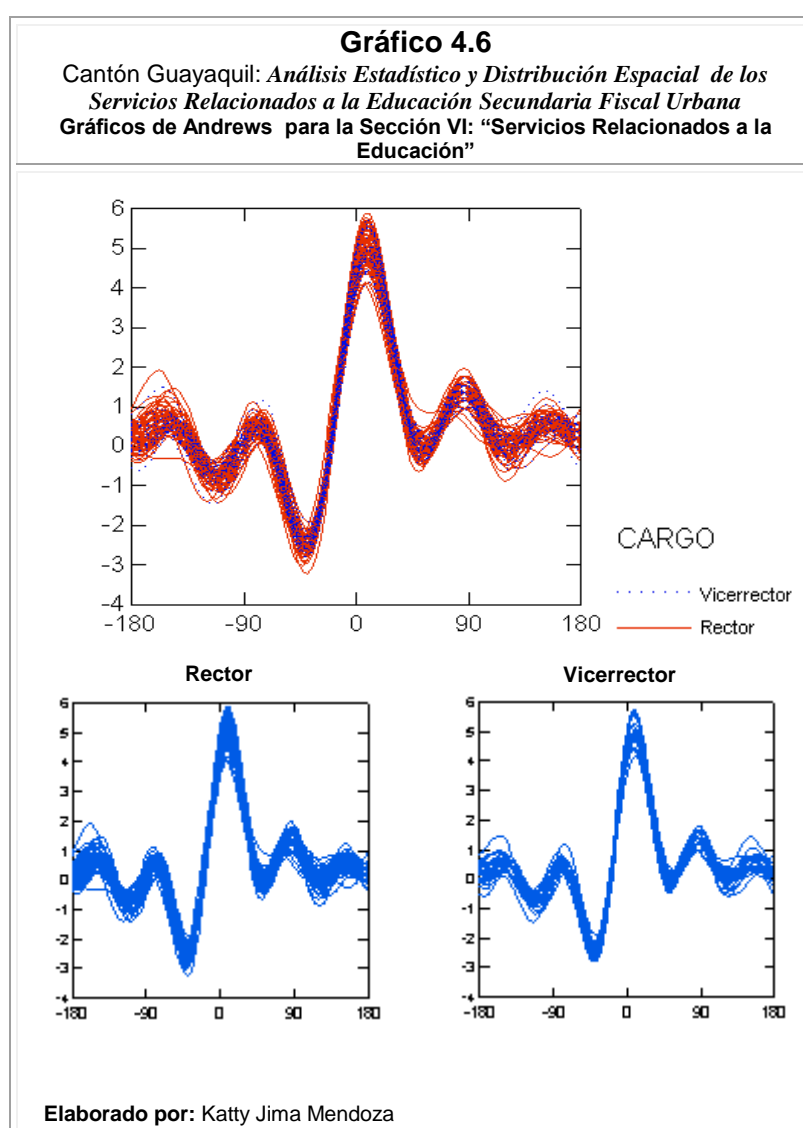 Gráfico 4.6
Cantón Guayaquil: Análisis Estadístico y Distribución Espacial de los
Servicios Relacionados a la Educación Secundaria Fiscal Urbana
Gráficos de Andrews para la Sección VI: “Servicios Relacionados a la
Educación”
6
5
4
3
2
1
0
-1
-2
-3
-4
-180 -90 0 90 180
CARGO
Vicerrector
Rector
Rector
6
5
4
3
2
1
0
-1
-2
-3
-4
-180 -90 0 90 180
Vicerrector
6
5
4
3
2
1
0
-1
-2
-3
-4
-180 -90 0 90 180
Elaborado por: Katty Jima Mendoza